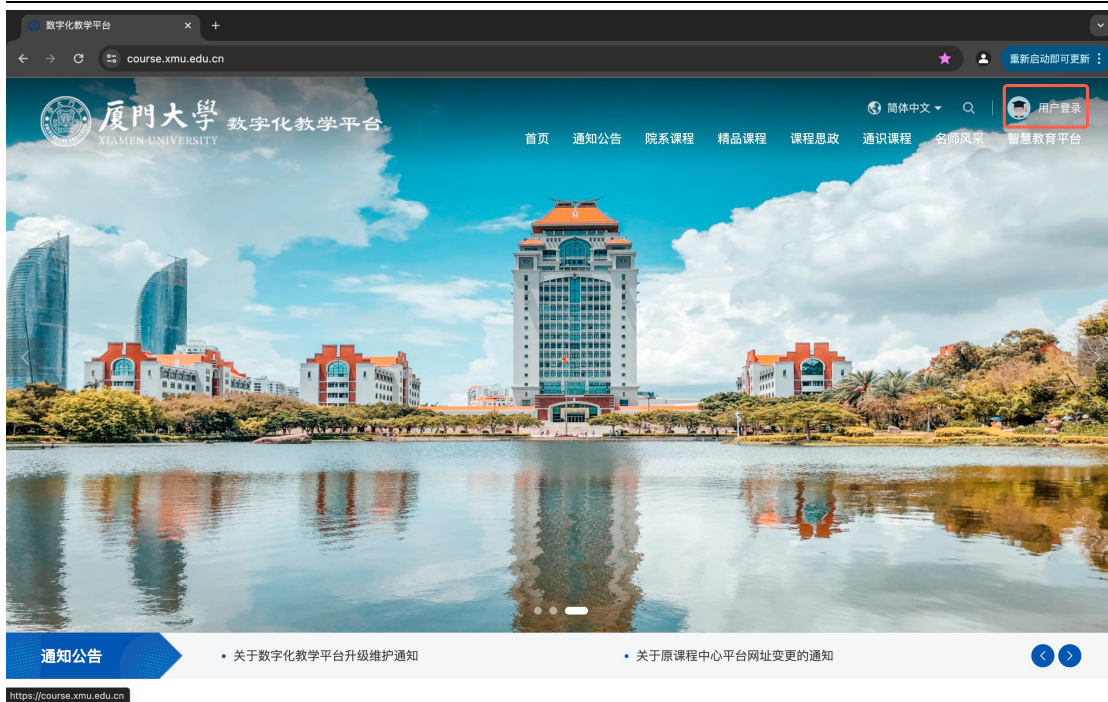 数字化教学平台
course.xmu.edu.cn
重新启动即可更新
厦門大學 数字化教学平台
XIAMEN UNIVERSITY
简体中文
用户登录
首页 通知公告 院系课程 精品课程 课程思政 通识课程 名师风采 智慧教育平台
通知公告
• 关于数字化教学平台升级维护通知
• 关于原课程中心平台网址变更的通知
https://course.xmu.edu.cn